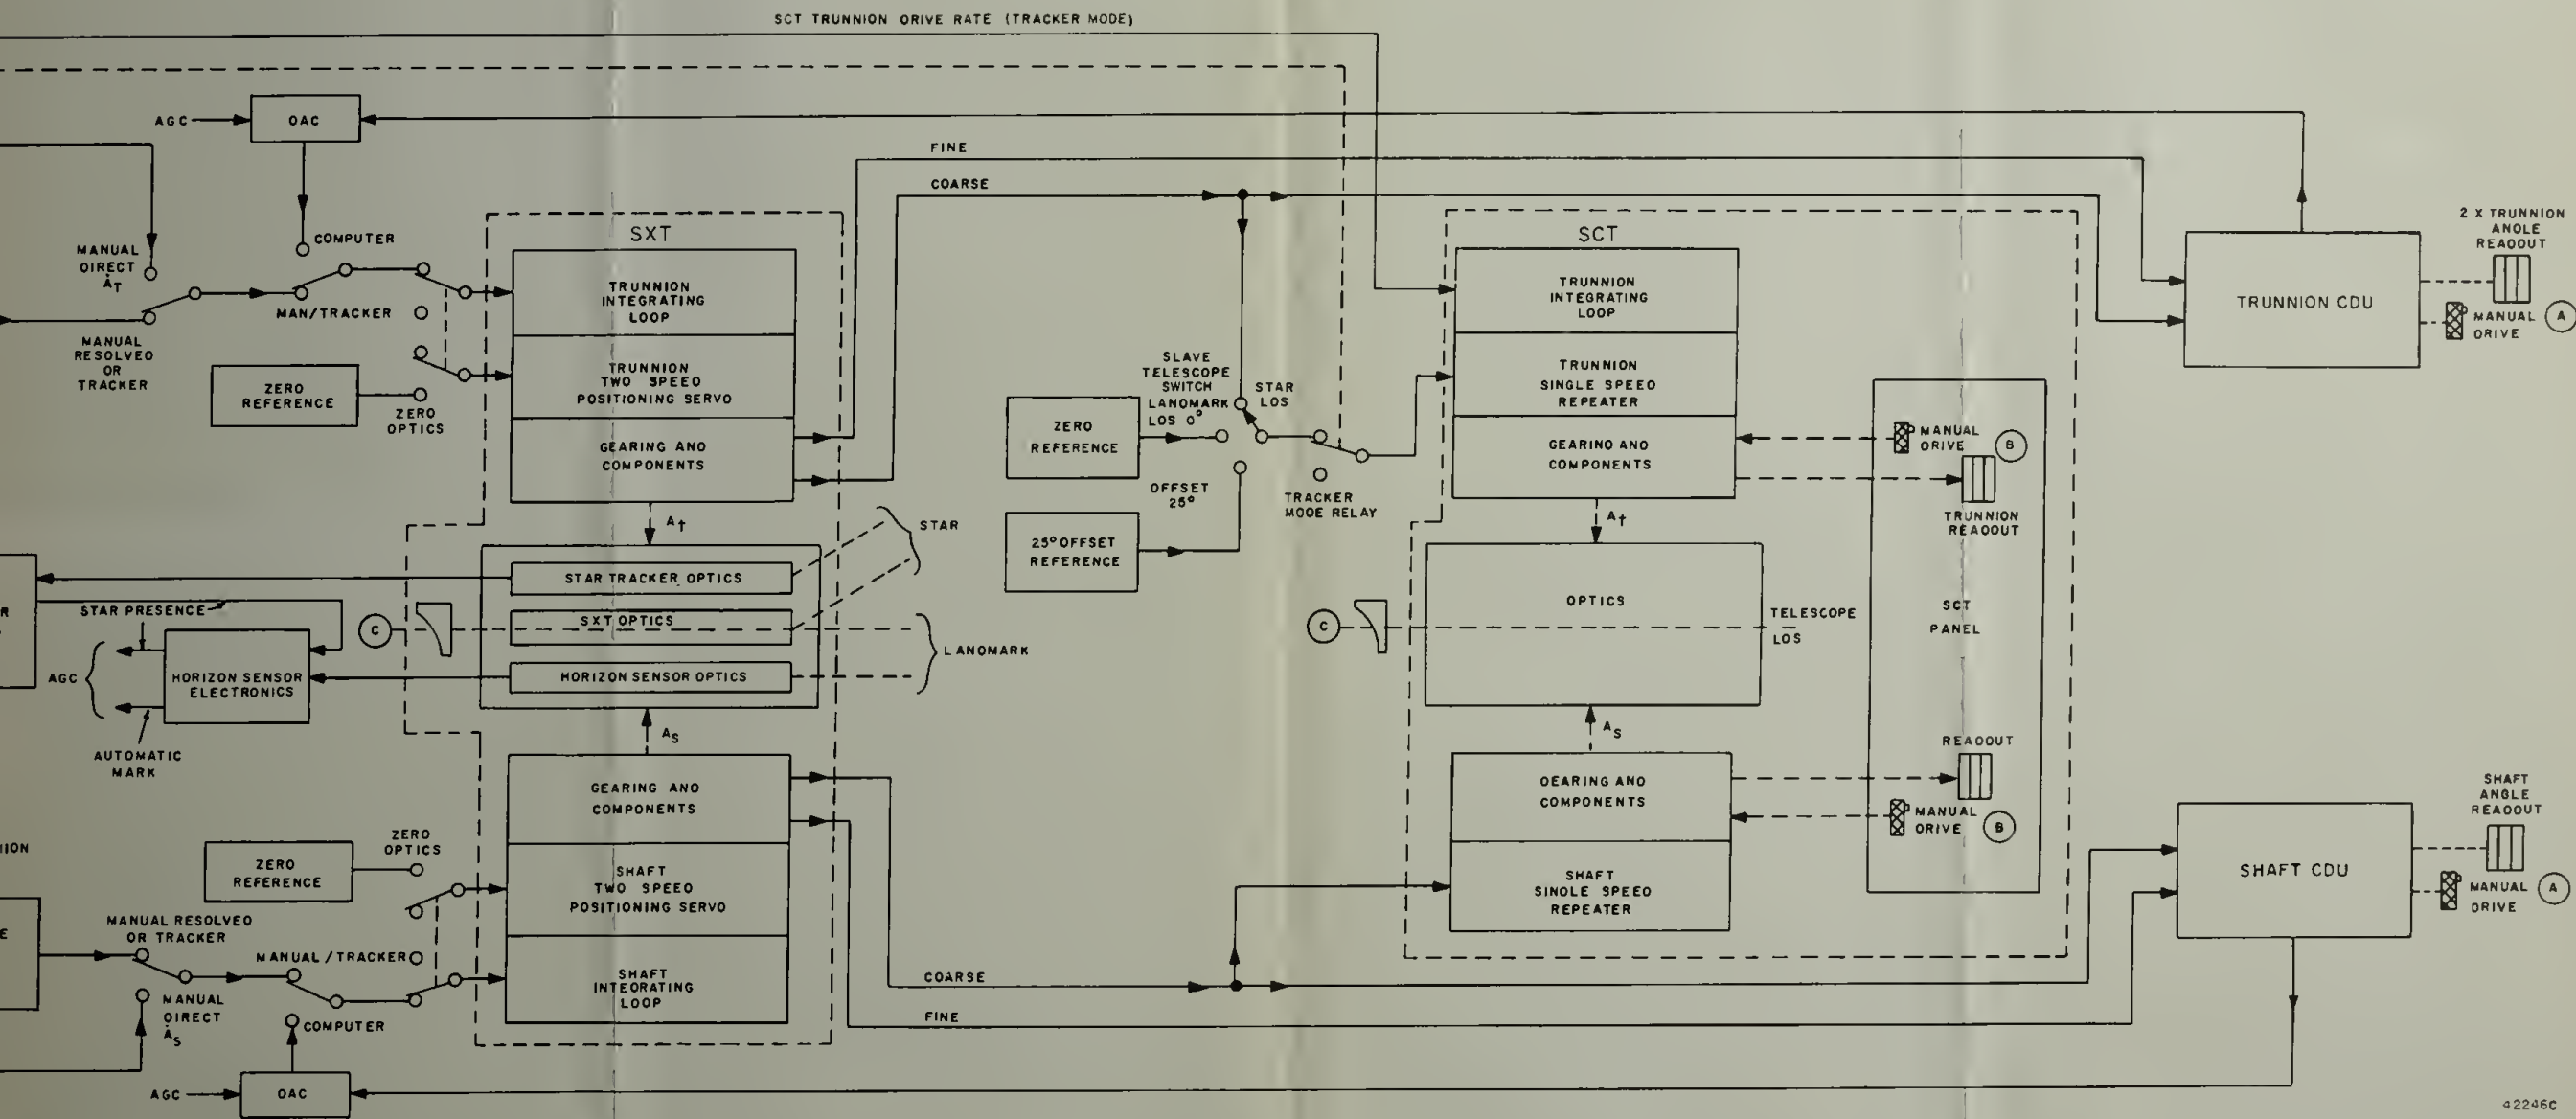 SCT TRUNNION DRIVE RATE (TRACKER MODE)
AGC
OAC
FINE
COARSE
COMPUTER
MANUAL
DIRECT
ȦT
MAN/TRACKER
MANUAL
RESOLVED
OR
TRACKER
ZERO
REFERENCE
ZERO
OPTICS
SXT
TRUNNION
INTEGRATING
LOOP
TRUNNION
TWO SPEED
POSITIONING SERVO
GEARING AND
COMPONENTS
At
STAR TRACKER OPTICS
SXT OPTICS
HORIZON SENSOR OPTICS
STAR
LANDMARK
C
R
STAR PRESENCE
AGC
HORIZON SENSOR
ELECTRONICS
AUTOMATIC
MARK
As
GEARING AND
COMPONENTS
SHAFT
TWO SPEED
POSITIONING SERVO
SHAFT
INTEGRATING
LOOP
ZERO
OPTICS
ZERO
REFERENCE
ION
E
MANUAL RESOLVED
OR TRACKER
MANUAL/TRACKER
MANUAL
DIRECT
ȦS
COMPUTER
AGC
OAC
COARSE
FINE
SLAVE
TELESCOPE
SWITCH
LANDMARK
LOS 0°
STAR
LOS
ZERO
REFERENCE
OFFSET
25°
25° OFFSET
REFERENCE
TRACKER
MODE RELAY
SCT
TRUNNION
INTEGRATING
LOOP
TRUNNION
SINGLE SPEED
REPEATER
GEARING AND
COMPONENTS
At
OPTICS
C
TELESCOPE
LOS
As
GEARING AND
COMPONENTS
SHAFT
SINGLE SPEED
REPEATER
MANUAL
DRIVE
B
TRUNNION
READOUT
SCT
PANEL
READOUT
MANUAL
DRIVE
B
TRUNNION CDU
2 X TRUNNION
ANGLE
READOUT
MANUAL
DRIVE
A
SHAFT CDU
SHAFT
ANGLE
READOUT
MANUAL
DRIVE
A
42246C